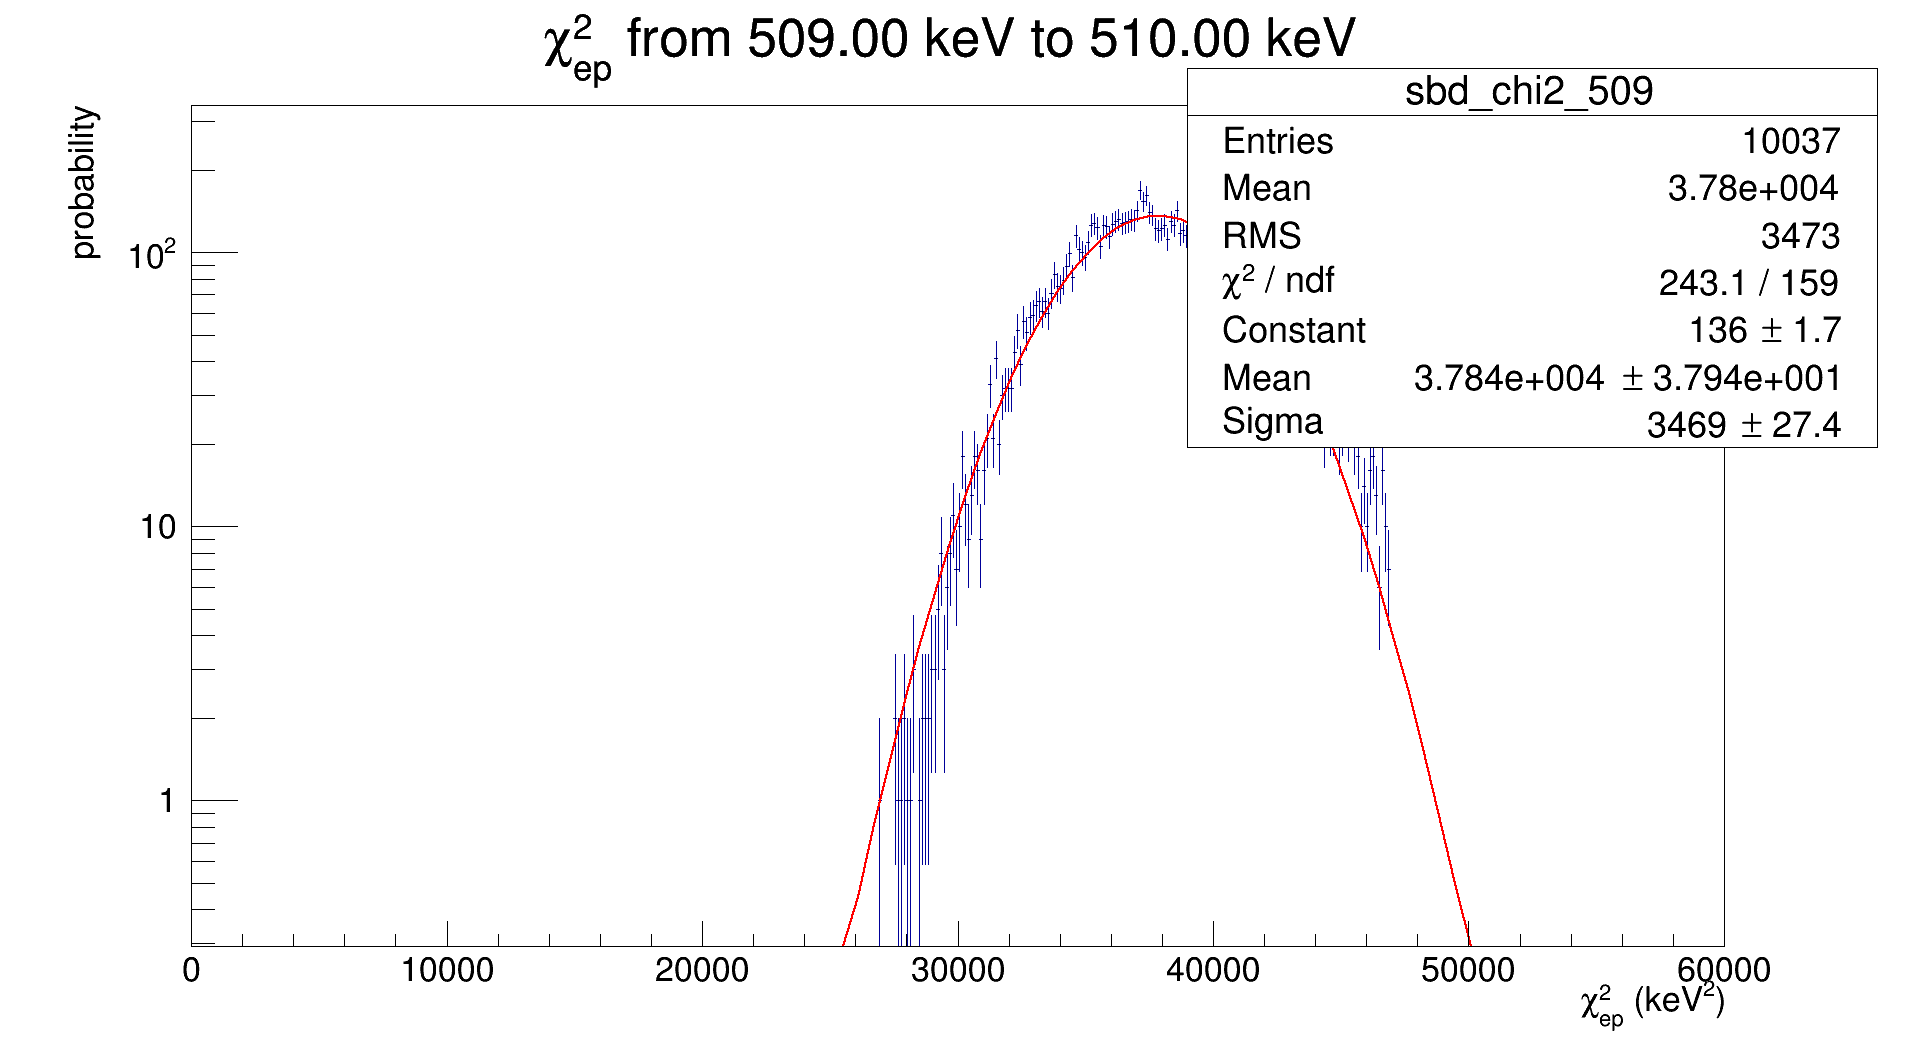 χ²ep from 509.00 keV to 510.00 keV
sbd_chi2_509
Entries 10037
Mean 3.78e+004
RMS 3473
χ² / ndf 243.1 / 159
Constant 136 ± 1.7
Mean 3.784e+004 ± 3.794e+001
Sigma 3469 ± 27.4
probability
10²
10
1
0 10000 20000 30000 40000 50000 60000
χ²ep (keV²)